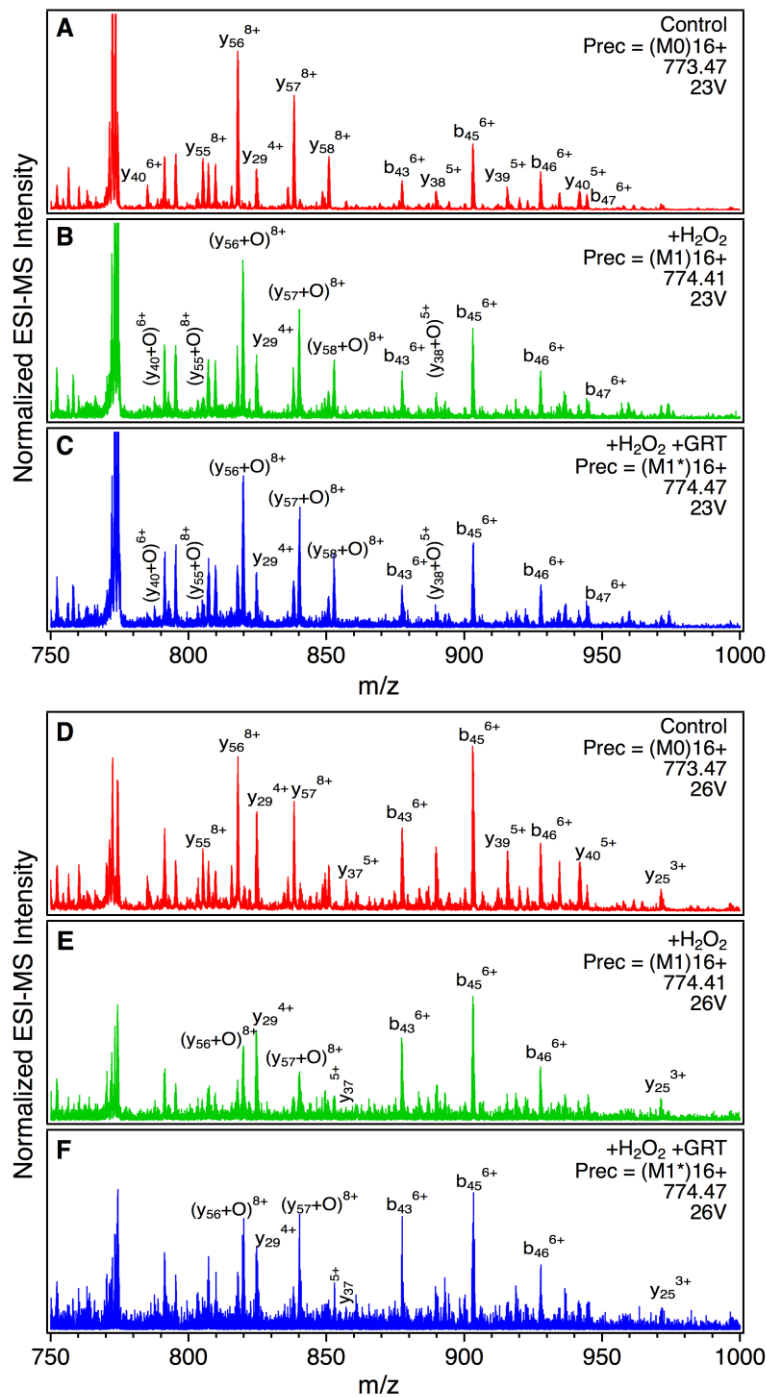 Normalized ESI-MS Intensity
A
Control
Prec = (M0)16+
773.47
23V
y40 6+
y55 8+
y56 8+
y29 4+
y57 8+
y58 8+
b43 6+
y38 5+
b45 6+
y39 5+
b46 6+
y40 5+
b47 6+
B
+H2O2
Prec = (M1)16+
774.41
23V
(y40+O)6+
(y55+O)8+
(y56+O)8+
y29 4+
(y57+O)8+
(y58+O)8+
b43 6+
(y38+O)5+
b45 6+
b46 6+
b47 6+
C
+H2O2 +GRT
Prec = (M1*)16+
774.47
23V
(y40+O)6+
(y55+O)8+
(y56+O)8+
y29 4+
(y57+O)8+
(y58+O)8+
b43 6+
(y38+O)5+
b45 6+
b46 6+
b47 6+
750 800 850 900 950 1000
m/z
Normalized ESI-MS Intensity
D
Control
Prec = (M0)16+
773.47
26V
y55 8+
y56 8+
y29 4+
y57 8+
y37 5+
b43 6+
b45 6+
y39 5+
b46 6+
y40 5+
y25 3+
E
+H2O2
Prec = (M1)16+
774.41
26V
(y56+O)8+
y29 4+
(y57+O)8+
y37 5+
b43 6+
b45 6+
b46 6+
y25 3+
F
+H2O2 +GRT
Prec = (M1*)16+
774.47
26V
(y56+O)8+
y29 4+
(y57+O)8+
y37 5+
b43 6+
b45 6+
b46 6+
y25 3+
750 800 850 900 950 1000
m/z